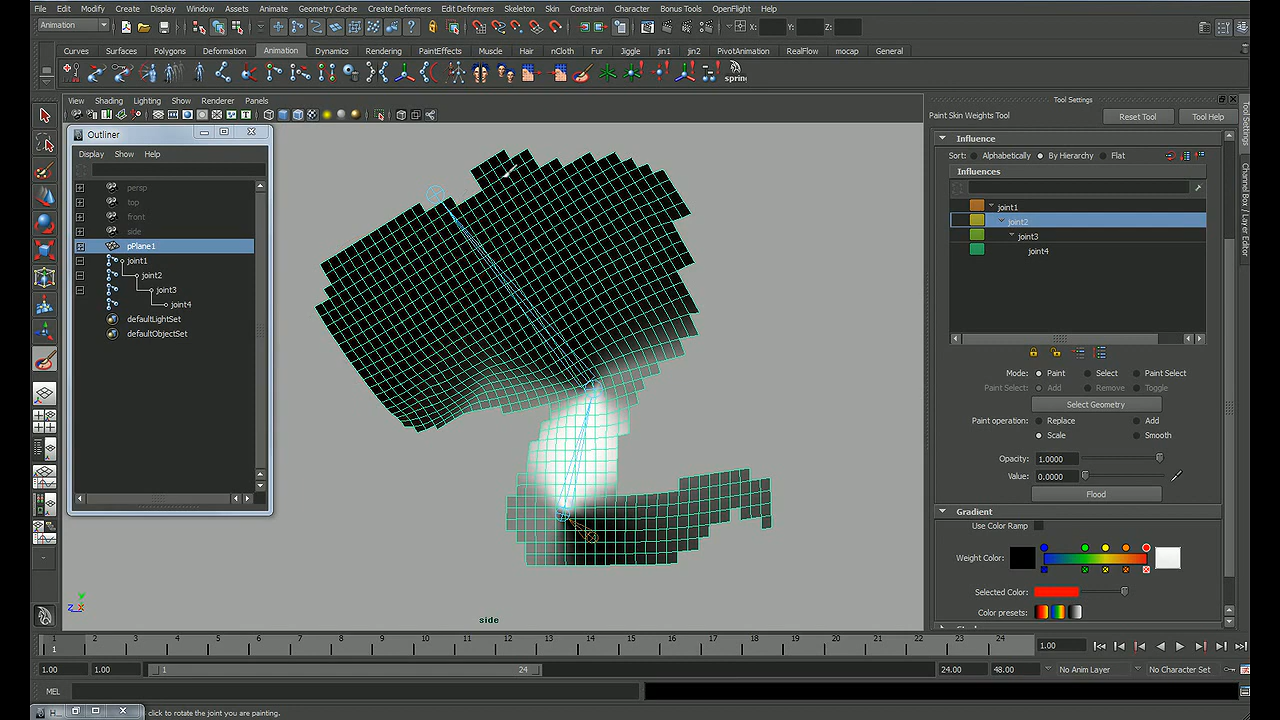 File Edit Modify Create Display Window Assets Animate Geometry Cache Create Deformers Edit Deformers Skeleton Skin Constrain Character Bonus Tools OpenFlight Help
Animation X: Y: Z:
Curves Surfaces Polygons Deformation Animation Dynamics Rendering PaintEffects Muscle Hair nCloth Fur Jiggle jin1 jin2 PivotAnimation RealFlow mocap General
sprin
View Shading Lighting Show Renderer Panels
Tool Settings
Paint Skin Weights Tool Reset Tool Tool Help
Outliner
Display Show Help
persp
top
front
side
pPlane1
joint1
joint2
joint3
joint4
defaultLightSet
defaultObjectSet
Influence
Sort: Alphabetically By Hierarchy Flat
Influences
joint1
joint2
joint3
joint4
Mode: Paint Select Paint Select
Paint Select: Add Remove Toggle
Select Geometry
Paint operation: Replace Add
Scale Smooth
Opacity: 1.0000
Value: 0.0000
Flood
Gradient
Use Color Ramp
Weight Color:
Selected Color:
Color presets:
Tool Settings
Channel Box / Layer Editor
y
z x
side
1 2 3 4 5 6 7 8 9 10 11 12 13 14 15 16 17 18 19 20 21 22 23 24
1 1.00
1.00 1.00 1 24 24.00 48.00 No Anim Layer No Character Set
MEL
click to rotate the joint you are painting.